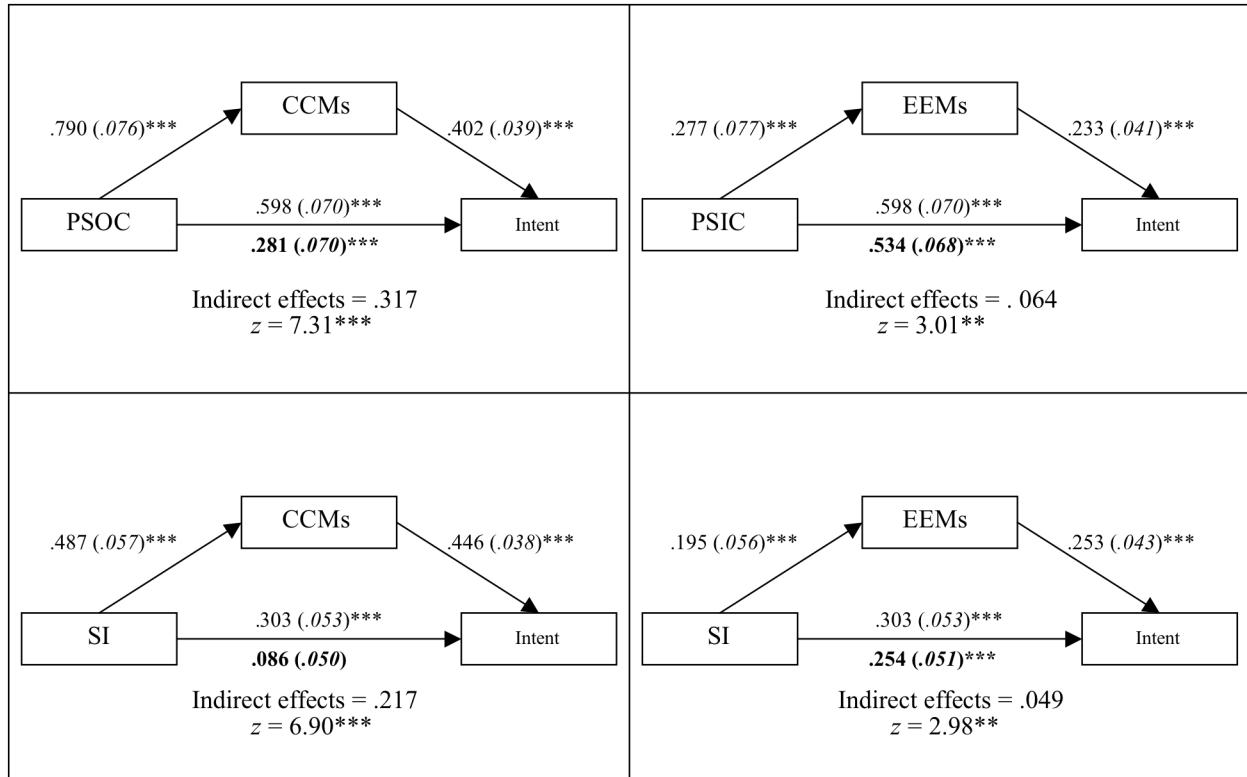 CCMs
.790 (.076)***
.402 (.039)***
PSOC
.598 (.070)***
Intent
.281 (.070)***
Indirect effects = .317
z = 7.31***
EEMs
.277 (.077)***
.233 (.041)***
PSIC
.598 (.070)***
Intent
.534 (.068)***
Indirect effects = . 064
z = 3.01**
CCMs
.487 (.057)***
.446 (.038)***
SI
.303 (.053)***
Intent
.086 (.050)
Indirect effects = .217
z = 6.90***
EEMs
.195 (.056)***
.253 (.043)***
SI
.303 (.053)***
Intent
.254 (.051)***
Indirect effects = .049
z = 2.98**